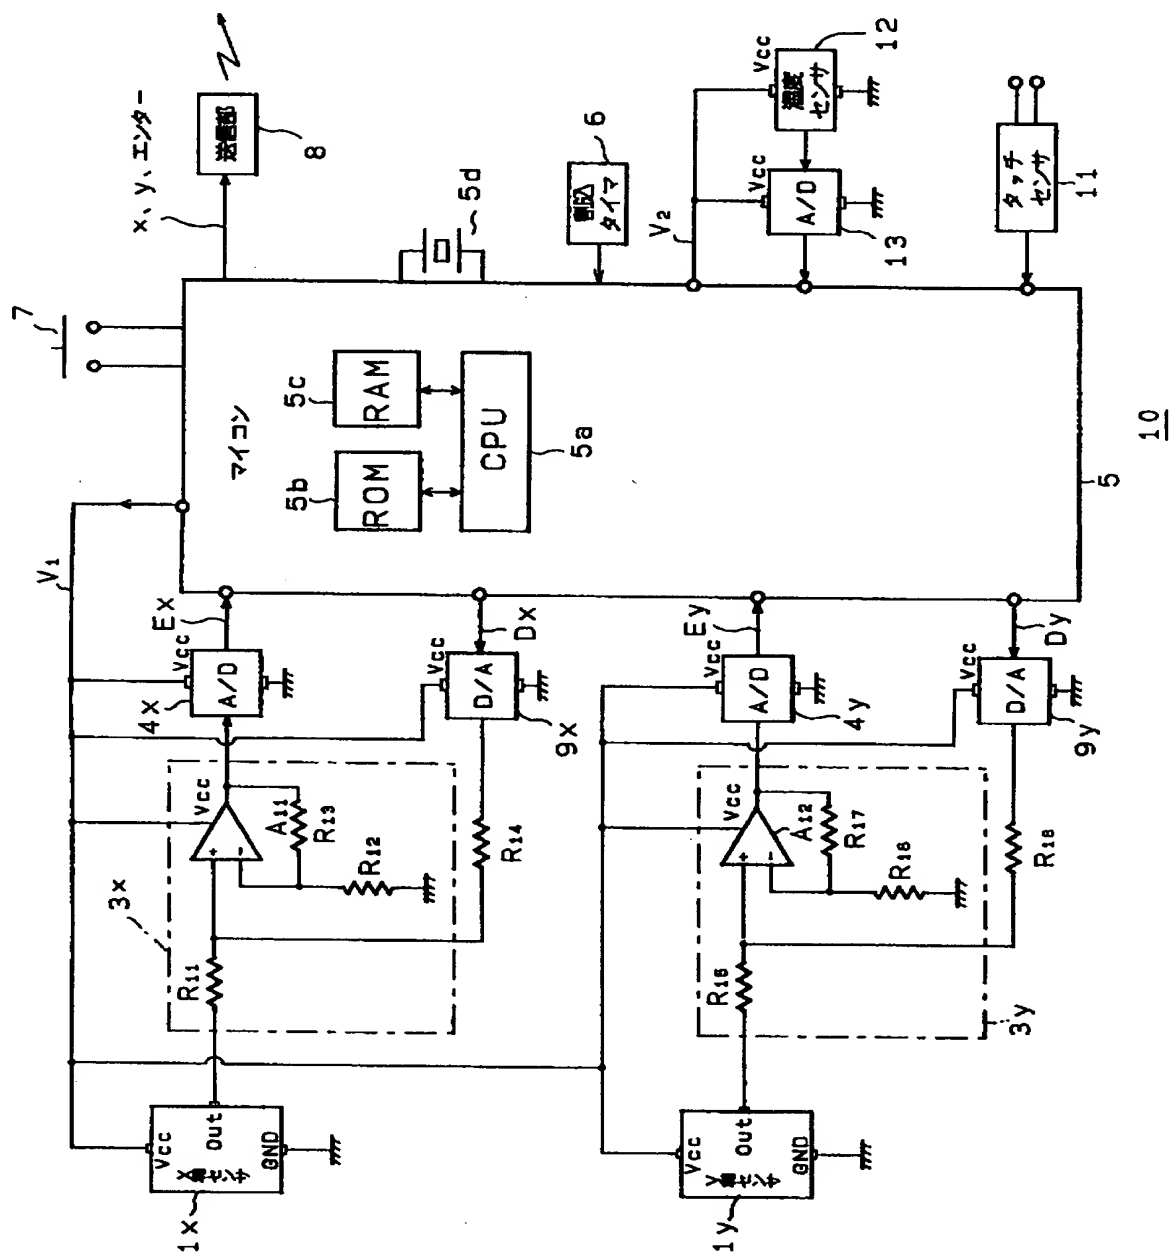 7
x、y、エンター
送信部
8
5d
割込
タイマ
6
V2
Vcc
温度
センサ
12
Vcc
A/D
13
タッチ
センサ
11
マイコン
ROM
5b
RAM
5c
CPU
5a
5
10
V1
Ex
Vcc
A/D
4x
Dx
Vcc
D/A
9x
Ey
Vcc
A/D
4y
Dy
Vcc
D/A
9y
3x
Vcc
A11
R13
R12
R11
R14
Vcc
A12
R17
R16
R15
R18
3y
Vcc
X軸
センサ
Out
GND
1x
Vcc
Y軸
センサ
Out
GND
1y